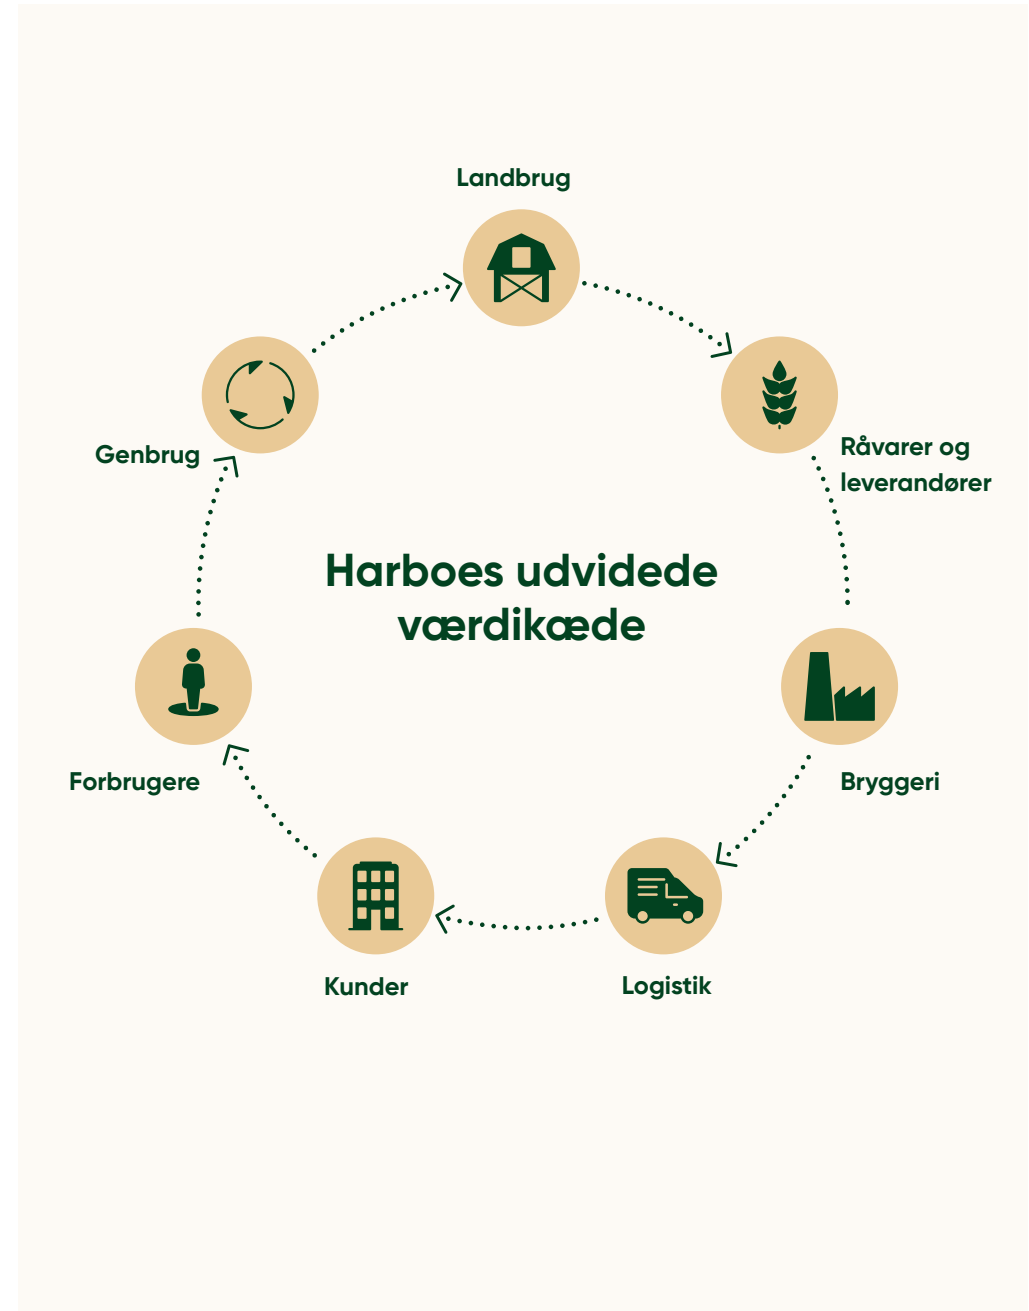 Landbrug
Genbrug
Råvarer og
leverandører
Harboes udvidede
værdikæde
Forbrugere
Bryggeri
Kunder
Logistik